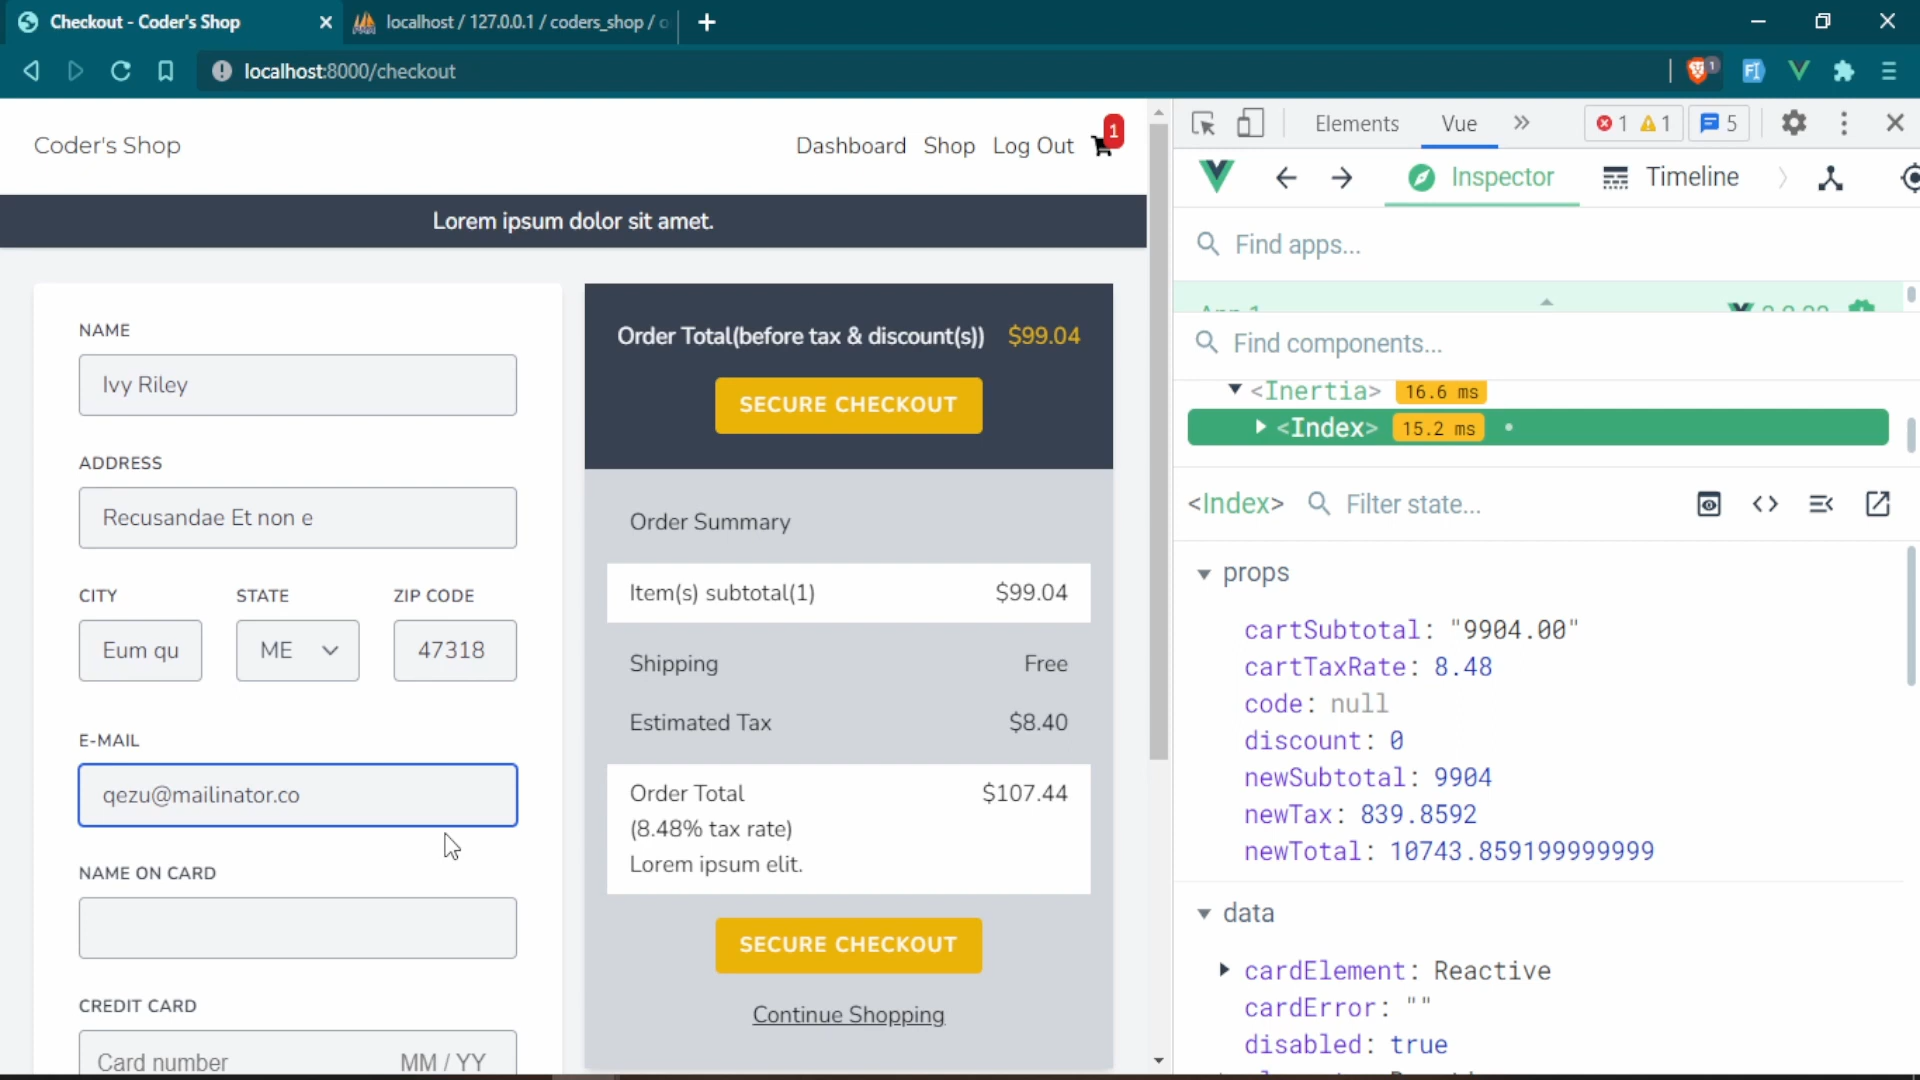 Checkout - Coder's Shop
localhost / 127.0.0.1 / coders_shop /
localhost:8000/checkout
1
FI
Coder's Shop
Dashboard Shop Log Out 1
Lorem ipsum dolor sit amet.
NAME
Ivy Riley
ADDRESS
Recusandae Et non e
CITY STATE ZIP CODE
Eum qu ME 47318
E-MAIL
qezu@mailinator.co
NAME ON CARD
CREDIT CARD
Card number MM / YY
Order Total(before tax & discount(s)) $99.04
SECURE CHECKOUT
Order Summary
Item(s) subtotal(1) $99.04
Shipping Free
Estimated Tax $8.40
Order Total $107.44
(8.48% tax rate)
Lorem ipsum elit.
SECURE CHECKOUT
Continue Shopping
Elements Vue 1 1 5
Inspector Timeline
Find apps...
Find components...
<Inertia> 16.6 ms
<Index> 15.2 ms
<Index> Filter state...
props
cartSubtotal: "9904.00"
cartTaxRate: 8.48
code: null
discount: 0
newSubtotal: 9904
newTax: 839.8592
newTotal: 10743.859199999999
data
cardElement: Reactive
cardError: ""
disabled: true